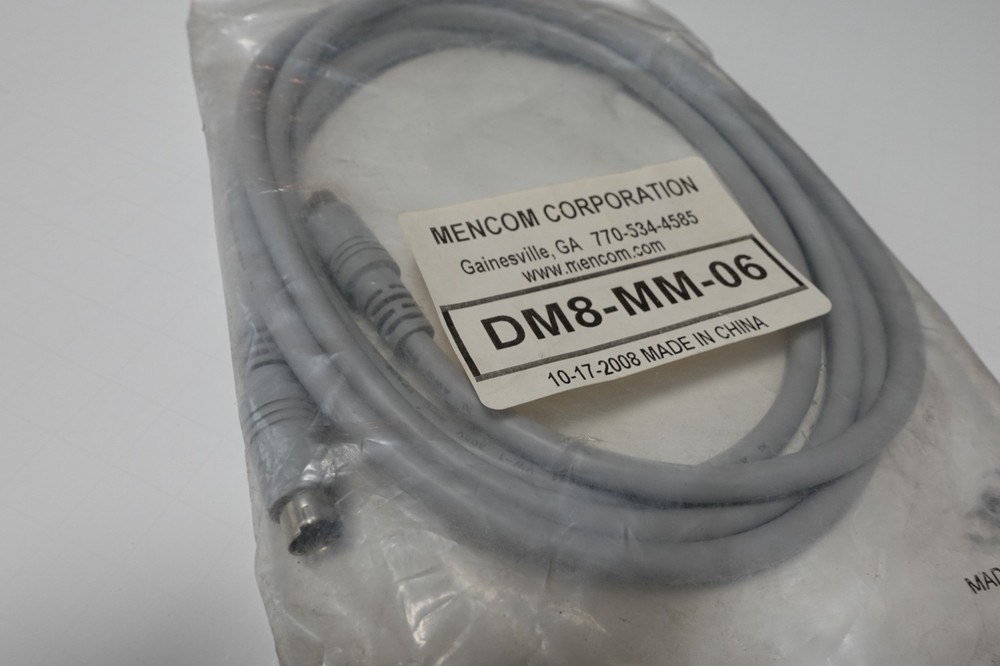 MENCOM CORPORATION
Gainesville, GA 770-534-4585
www.mencom.com
DM8-MM-06
10-17-2008 MADE IN CHINA